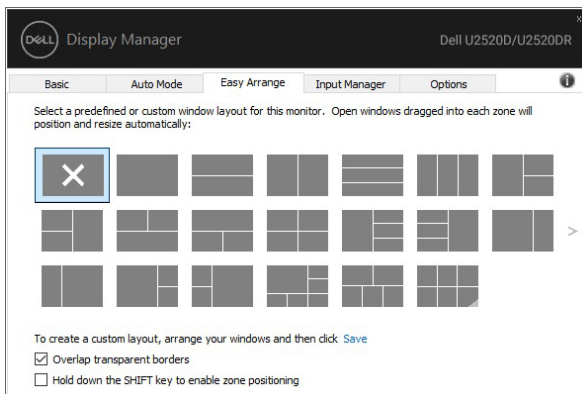 DELL Display Manager Dell U2520D/U2520DR
Basic Auto Mode Easy Arrange Input Manager Options
Select a predefined or custom window layout for this monitor. Open windows dragged into each zone will
position and resize automatically:
To create a custom layout, arrange your windows and then click Save
Overlap transparent borders
Hold down the SHIFT key to enable zone positioning